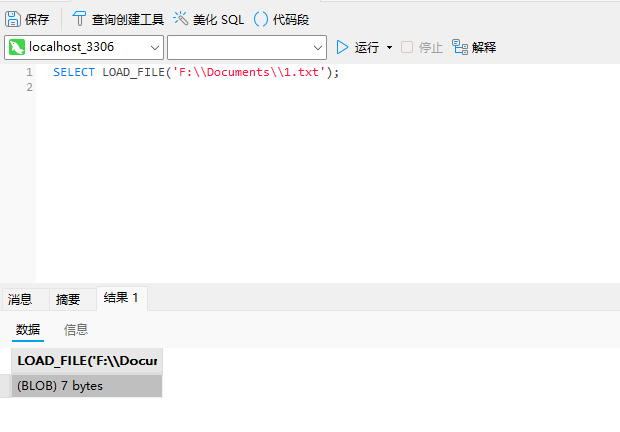 保存 查询创建工具 美化 SQL 代码段
localhost_3306 运行 停止 解释
1 SELECT LOAD_FILE('F:\\Documents\\1.txt');
2
消息 摘要 结果 1
数据 信息
LOAD_FILE('F:\\Docun
(BLOB) 7 bytes